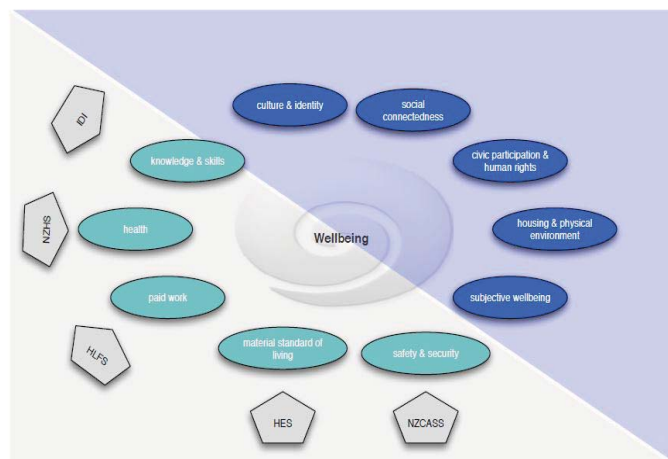 culture & identity
social
connectedness
IDI
knowledge & skills
civic participation &
human rights
NZHS
health
Wellbeing
housing & physical
environment
paid work
subjective wellbeing
HLFS
material standard of
living
safety & security
HES
NZCASS